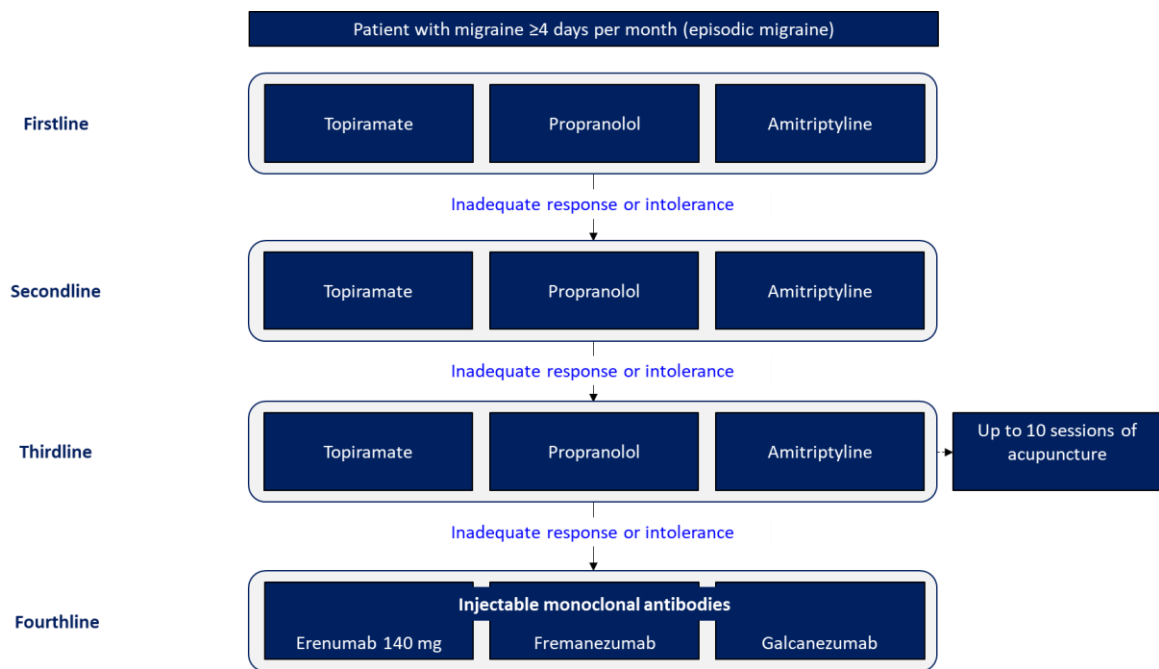 Patient with migraine ≥4 days per month (episodic migraine)
Firstline
Topiramate
Propranolol
Amitriptyline
Inadequate response or intolerance
Secondline
Topiramate
Propranolol
Amitriptyline
Inadequate response or intolerance
Thirdline
Topiramate
Propranolol
Amitriptyline
Up to 10 sessions of
acupuncture
Inadequate response or intolerance
Fourthline
Injectable monoclonal antibodies
Erenumab 140 mg
Fremanezumab
Galcanezumab